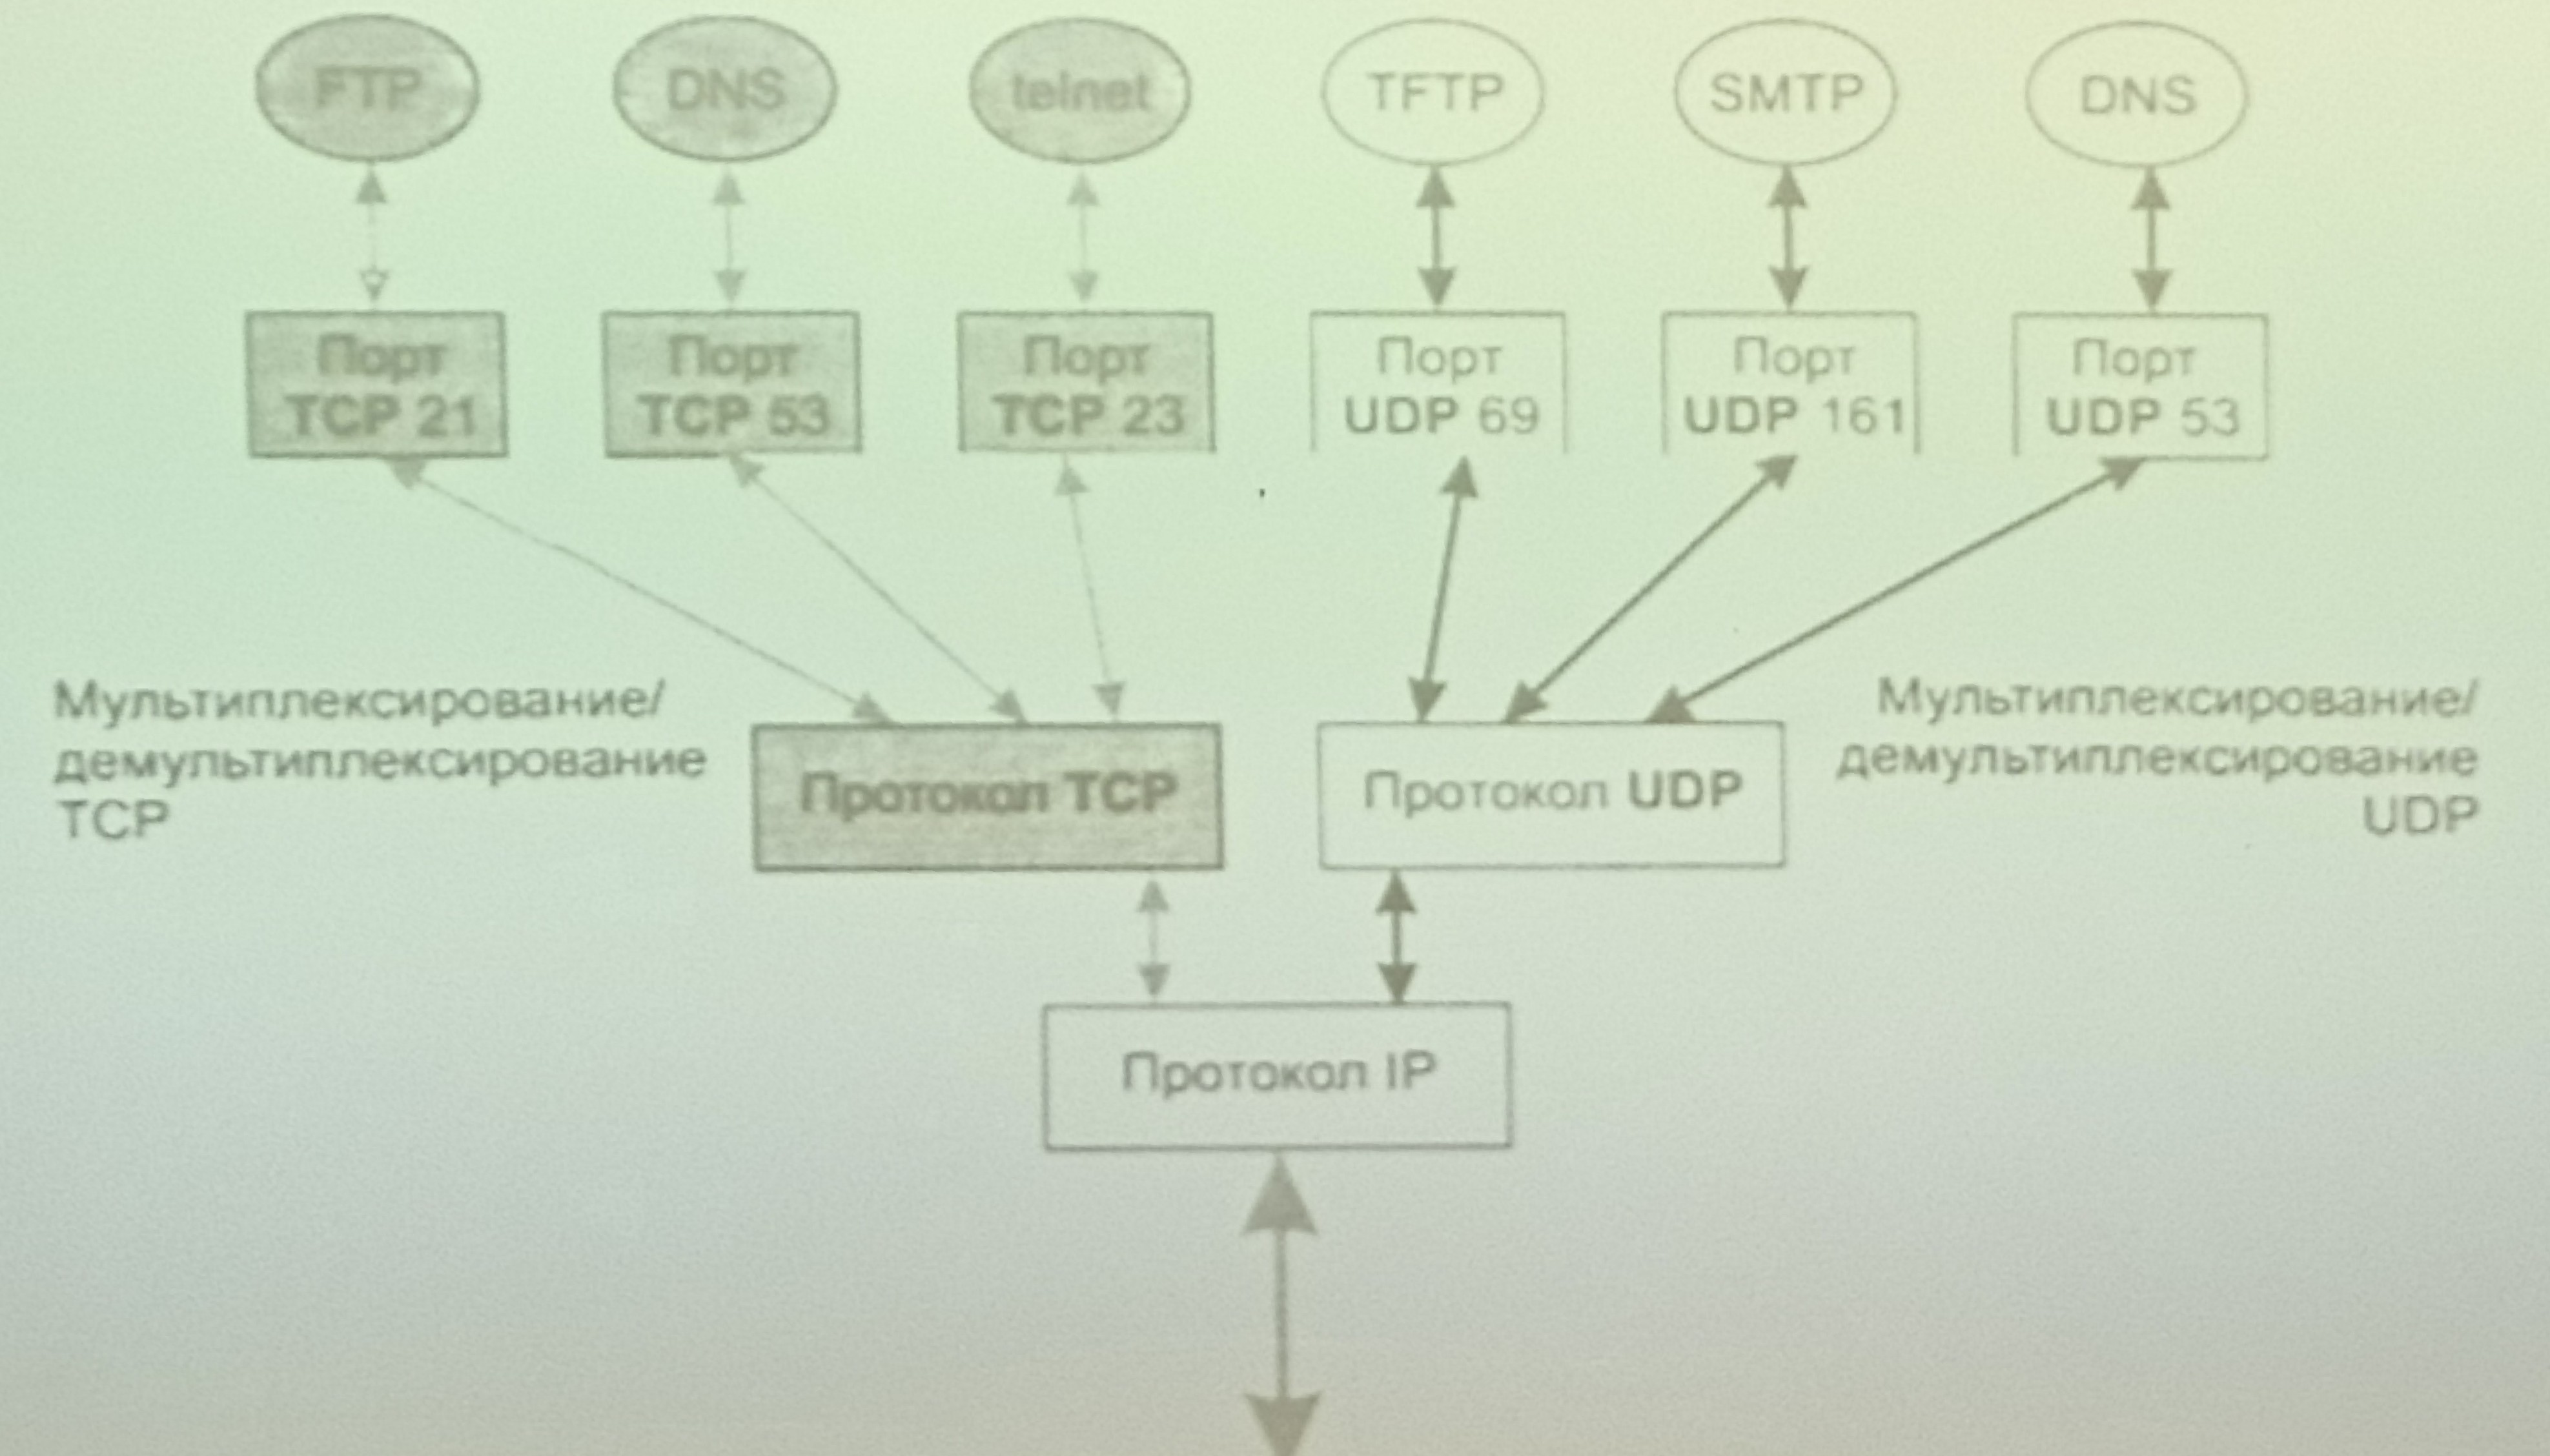 FTP
DNS
telnet
TFTP
SMTP
DNS
Порт
TCP 21
Порт
TCP 53
Порт
TCP 23
Порт
UDP 69
Порт
UDP 161
Порт
UDP 53
Мультиплексирование/
демультиплексирование
TCP
Протокол TCP
Протокол UDP
Мультиплексирование/
демультиплексирование
UDP
Протокол IP